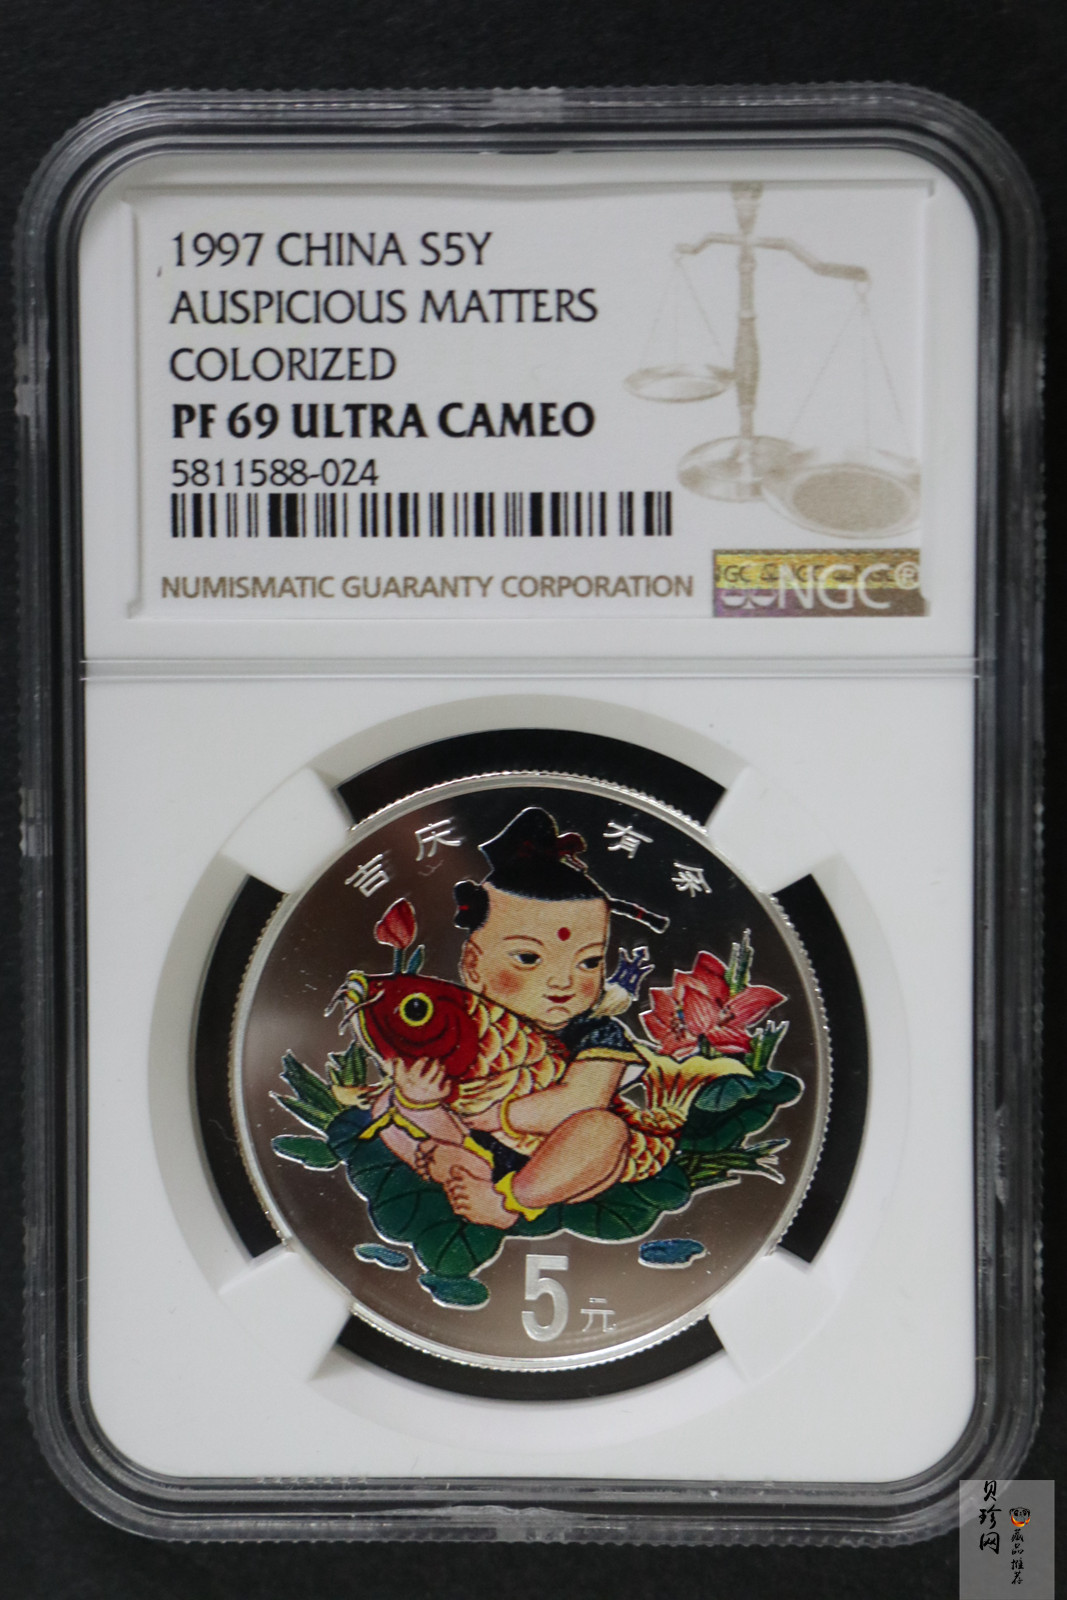 1997 CHINA S5Y
AUSPICIOUS MATTERS
COLORIZED
PF 69 ULTRA CAMEO
5811588-024
NUMISMATIC GUARANTY CORPORATION
NGC
吉庆有余
5元
贝珍网
藏品推荐